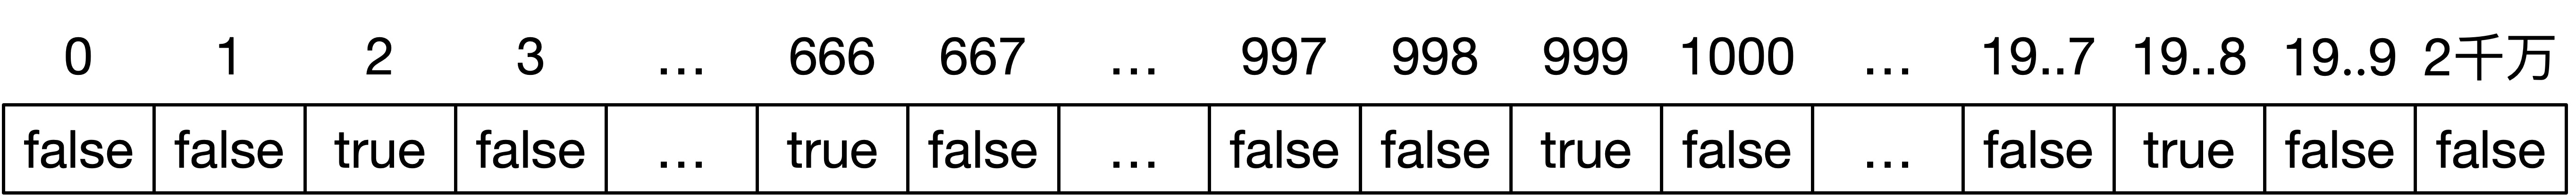 0 1 2 3 ... 666 667 ... 997 998 999 1000 ... 19..7 19..8 19..9 2千万
false false true false ... true false ... false false true false ... false true false false